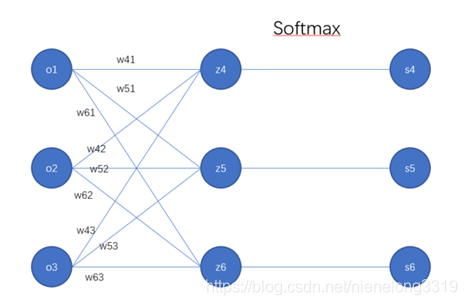 Softmax
o1
w41
z4
s4
w51
w61
w42
o2
w52
z5
s5
w62
w43
w53
o3
w63
z6
s6
https://blog.csdn.net/nienelong3319